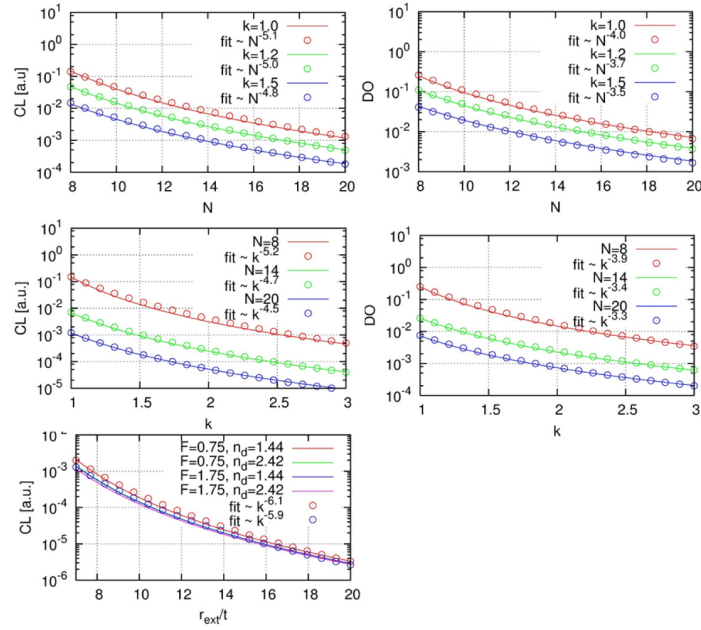 CL [a.u]
10^1
10^0
10^-1
10^-2
10^-3
10^-4
k=1.0
fit ~ N^-5.1
k=1.2
fit ~ N^-5.0
k=1.5
fit ~ N^-4.8
8 10 12 14 16 18 20
N
DO
10^1
10^0
10^-1
10^-2
10^-3
k=1.0
fit ~ N^-4.0
k=1.2
fit ~ N^-3.7
k=1.5
fit ~ N^-3.5
8 10 12 14 16 18 20
N
CL [a.u.]
10^1
10^0
10^-1
10^-2
10^-3
10^-4
10^-5
N=8
fit ~ k^-5.2
N=14
fit ~ k^-4.7
N=20
fit ~ k^-4.5
1 1.5 2 2.5 3
k
DO
10^1
10^0
10^-1
10^-2
10^-3
10^-4
N=8
fit ~ k^-3.9
N=14
fit ~ k^-3.4
N=20
fit ~ k^-3.3
1 1.5 2 2.5 3
k
CL [a.u.]
10^-2
10^-3
10^-4
10^-5
10^-6
F=0.75, n_d=1.44
F=0.75, n_d=2.42
F=1.75, n_d=1.44
F=1.75, n_d=2.42
fit ~ k^-6.1
fit ~ k^-5.9
8 10 12 14 16 18 20
r_ext/t